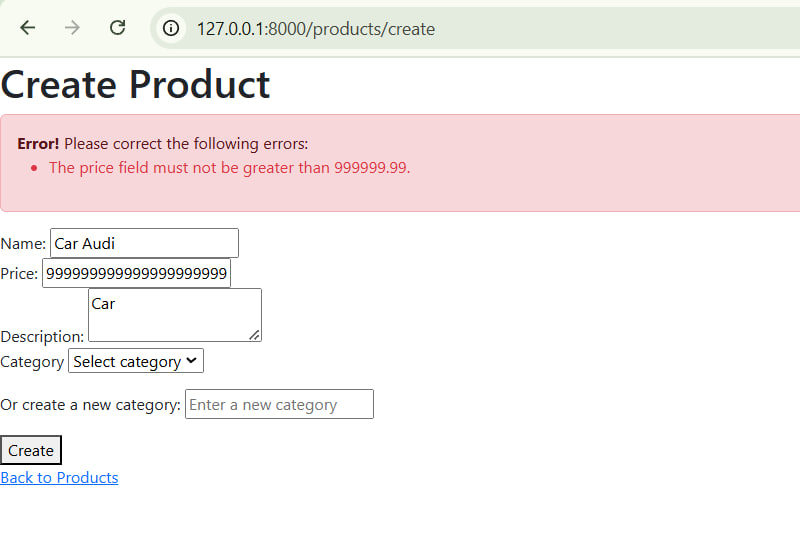 127.0.0.1:8000/products/create
Create Product
Error! Please correct the following errors:
• The price field must not be greater than 999999.99.
Name: Car Audi
Price: 999999999999999999999
Description: Car
Category Select category
Or create a new category: Enter a new category
Create
Back to Products